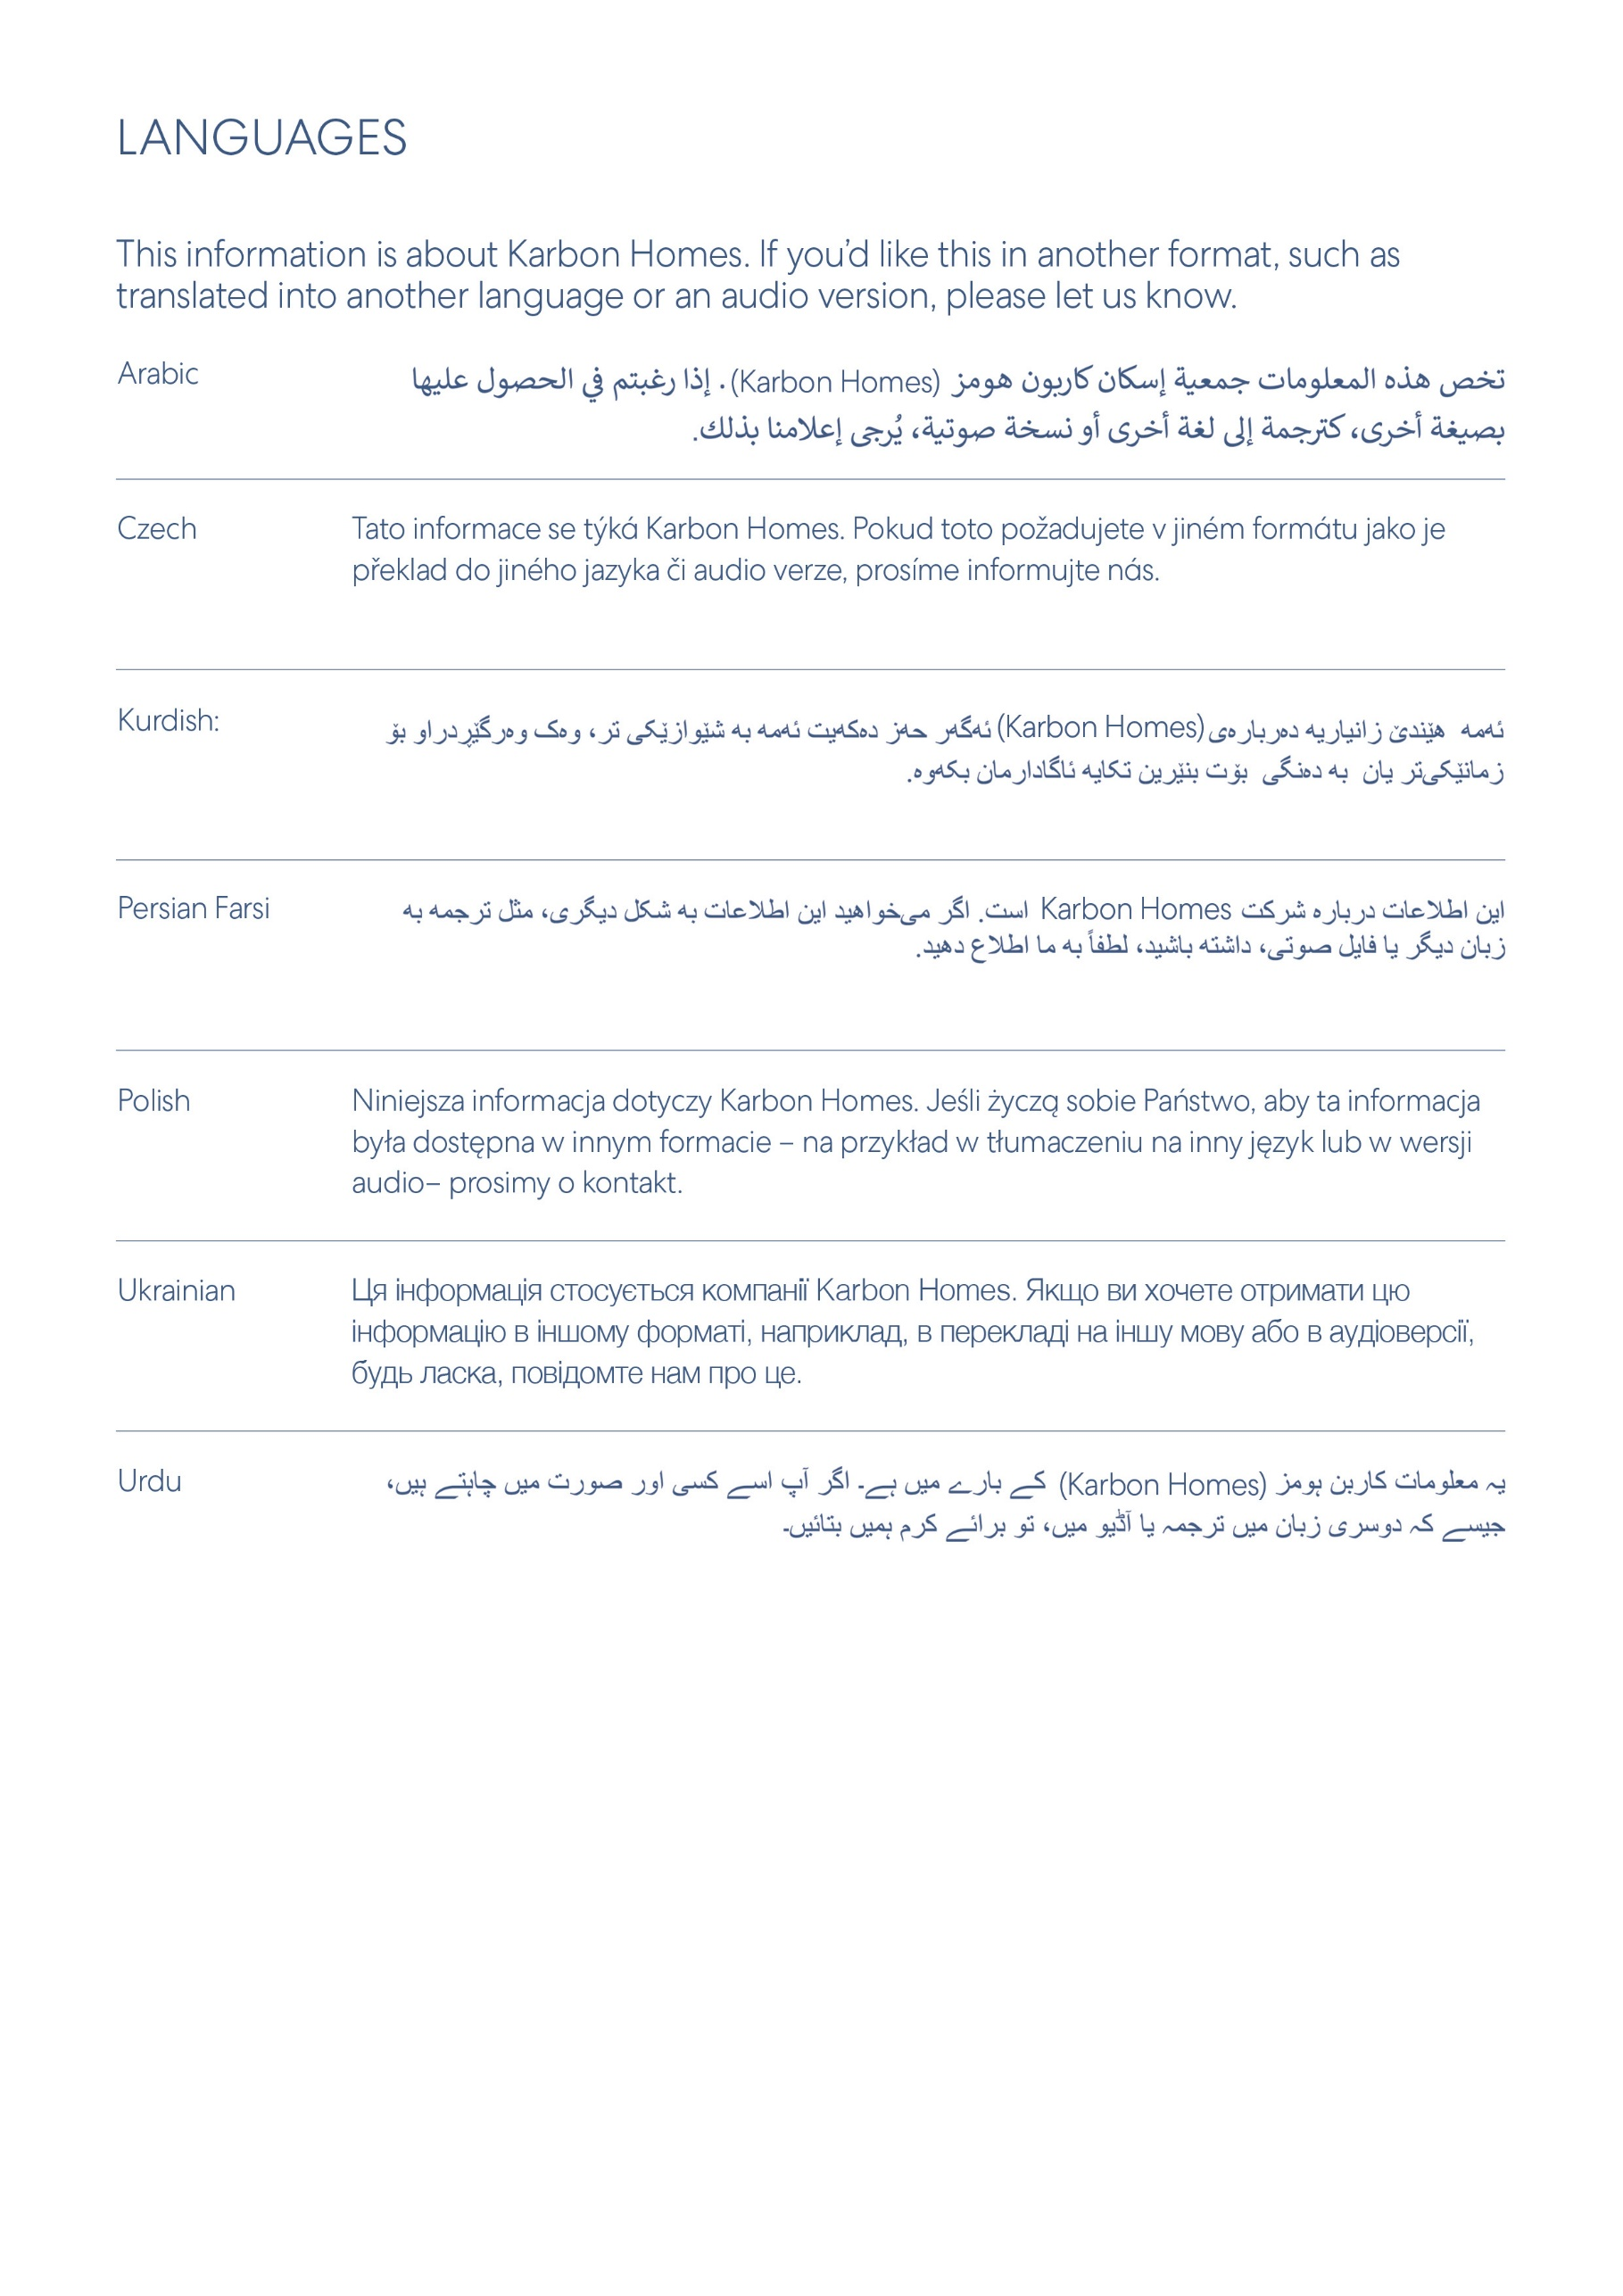 LANGUAGES
This information is about Karbon Homes. If you’d like this in another format, such as
translated into another language or an audio version, please let us know.
Arabic
تخص هذه المعلومات جمعية إسكان كاربون هومز (Karbon Homes). إذا رغبتم في الحصول عليها
بصيغة أخرى، كترجمة إلى لغة أخرى أو نسخة صوتية، يُرجى إعلامنا بذلك.
Czech
Tato informace se týká Karbon Homes. Pokud toto požadujete v jiném formátu jako je
překlad do jiného jazyka či audio verze, prosíme informujte nás.
Kurdish:
ئەمە هێندێ زانیاریە دەربارەی (Karbon Homes) ئەگەر حەز دەکەیت ئەمە بە شێوازێکی تر، وەک وەرگێڕدراو بۆ
زمانێکی‌تر یان بە دەنگی بۆت بنێرین تکایە ئاگادارمان بکەوە.
Persian Farsi
این اطلاعات درباره شرکت Karbon Homes است. اگر می‌خواهید این اطلاعات به شکل دیگری، مثل ترجمه به
زبان دیگر یا فایل صوتی، داشته باشید، لطفاً به ما اطلاع دهید.
Polish
Niniejsza informacja dotyczy Karbon Homes. Jeśli życzą sobie Państwo, aby ta informacja
była dostępna w innym formacie – na przykład w tłumaczeniu na inny język lub w wersji
audio– prosimy o kontakt.
Ukrainian
Ця інформація стосується компанії Karbon Homes. Якщо ви хочете отримати цю
інформацію в іншому форматі, наприклад, в перекладі на іншу мову або в аудіоверсії,
будь ласка, повідомте нам про це.
Urdu
یہ معلومات کاربن ہومز (Karbon Homes) کے بارے میں ہے۔ اگر آپ اسے کسی اور صورت میں چاہتے ہیں،
جیسے کہ دوسری زبان میں ترجمہ یا آڈیو میں، تو برائے کرم ہمیں بتائیں۔